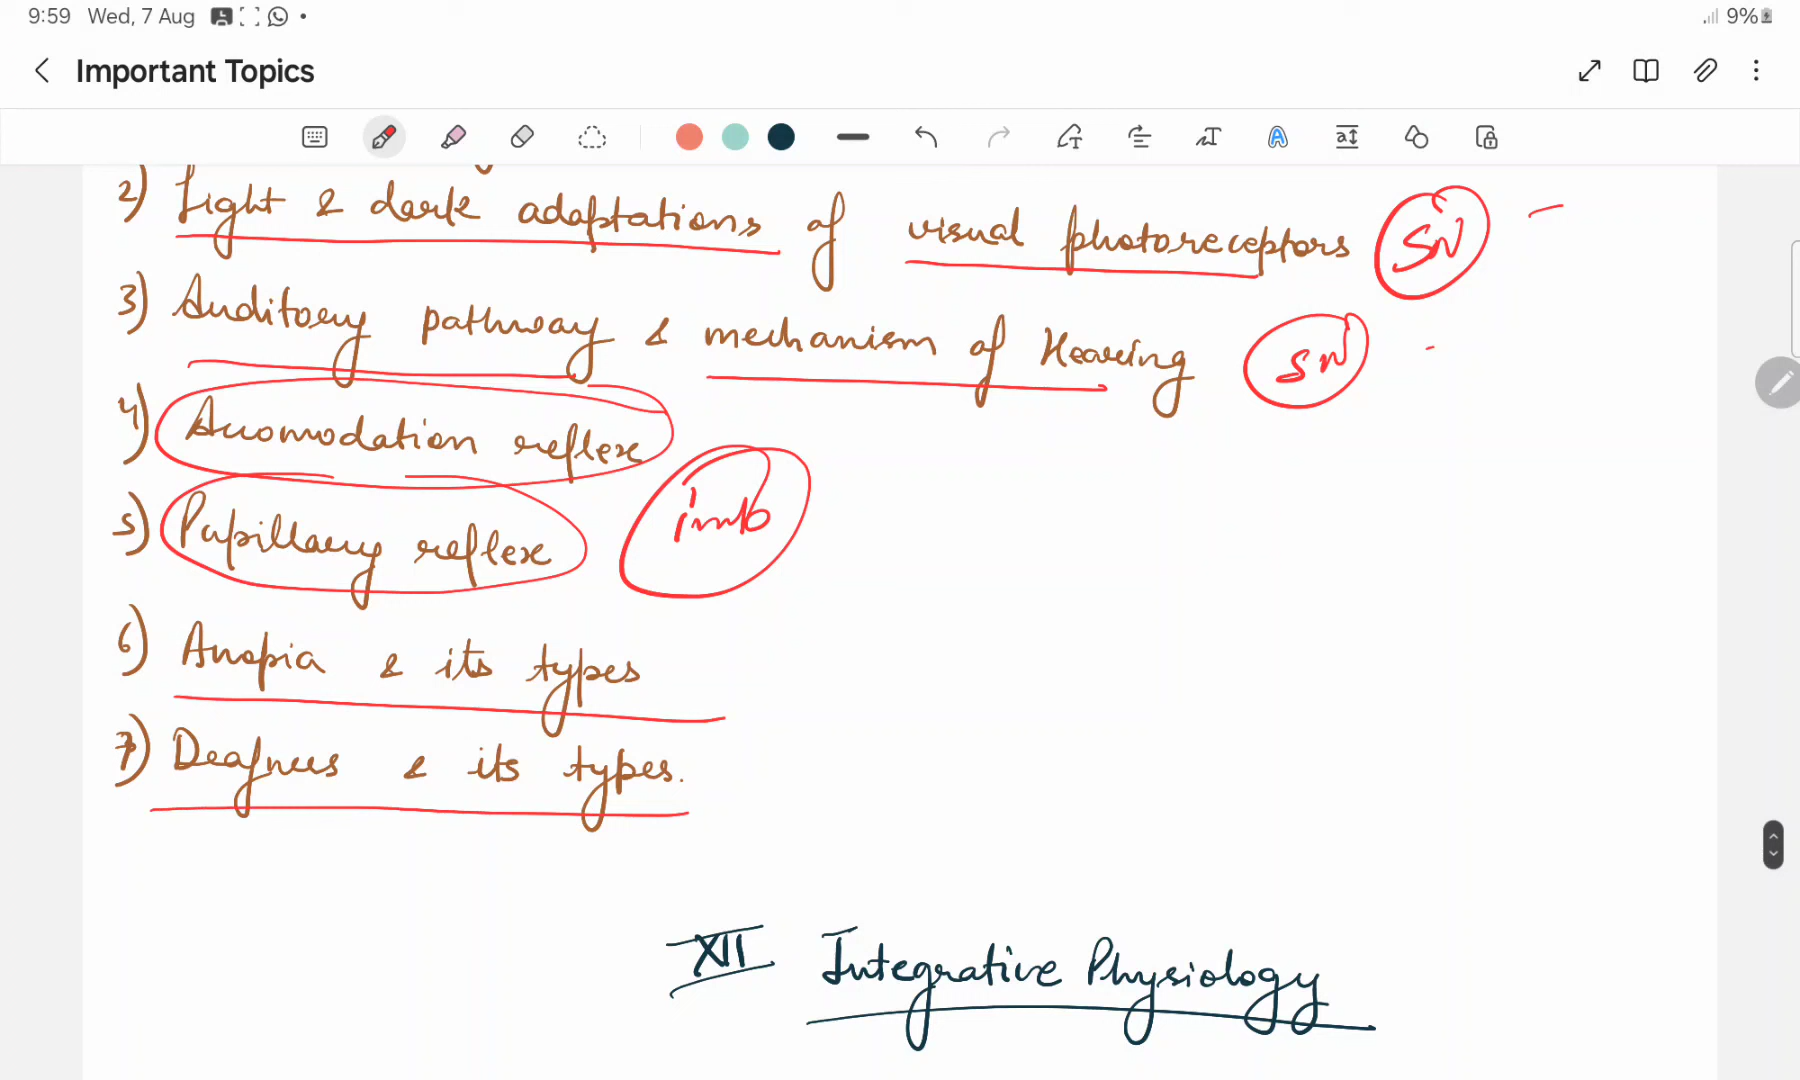 9:59 Wed, 7 Aug 9%
Important Topics
2) Light & dark adaptations of visual photoreceptors SN
3) Auditory pathway & mechanism of Hearing SN
4) Accomodation reflex
5) Pupillary reflex imp
6) Anopia & its types
7) Deafness & its types.
XII Integrative Physiology